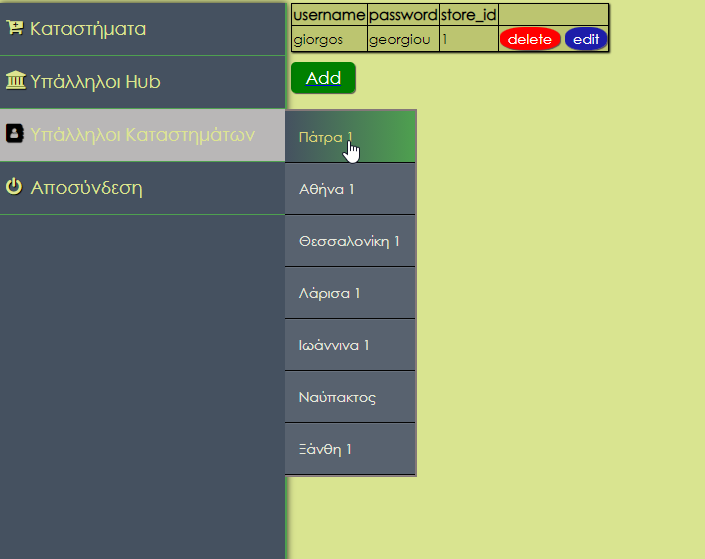 Καταστήματα
Υπάλληλοι Hub
Υπάλληλοι Καταστημάτων
Αποσύνδεση
username password store_id
giorgos georgiou 1 delete edit
Add
Πάτρα 1
Αθήνα 1
Θεσσαλονίκη 1
Λάρισα 1
Ιωάννινα 1
Ναύπακτος
Ξάνθη 1